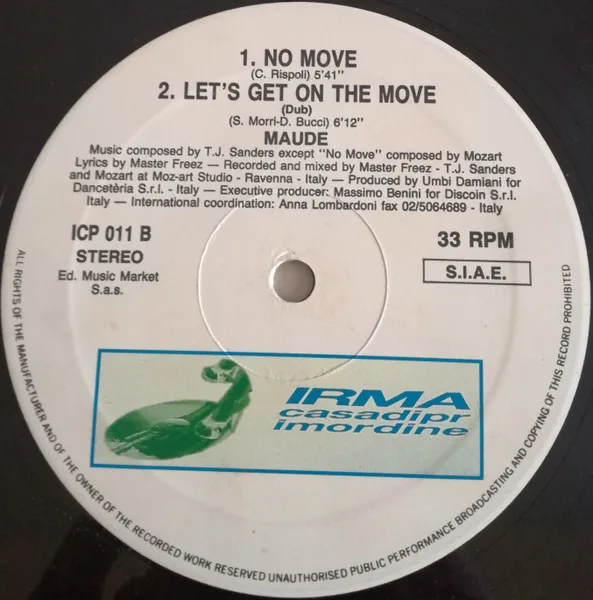 1. NO MOVE
(C. Rispoli) 5'41"
2. LET'S GET ON THE MOVE
(Dub)
(S. Morri-D. Bucci) 6'12"
MAUDE
Music composed by T.J. Sanders except "No Move" composed by Mozart
Lyrics by Master Freez — Recorded and mixed by Master Freez - T.J. Sanders
and Mozart at Moz-art Studio - Ravenna - Italy — Produced by Umbi Damiani for
Dancetèria S.r.l. - Italy — Executive producer: Massimo Benini for Discoin S.r.l.
Italy — International coordination: Anna Lombardoni fax 02/5064689 - Italy
ICP 011 B
STEREO
Ed. Music Market
S.a.s.
33 RPM
S.I.A.E.
IRMA
casadipr
imordine
ALL RIGHTS OF THE MANUFACTURER AND OF THE OWNER OF THE RECORDED WORK RESERVED UNAUTHORISED PUBLIC PERFORMANCE BROADCASTING AND COPYING OF THIS RECORD PROHIBITED